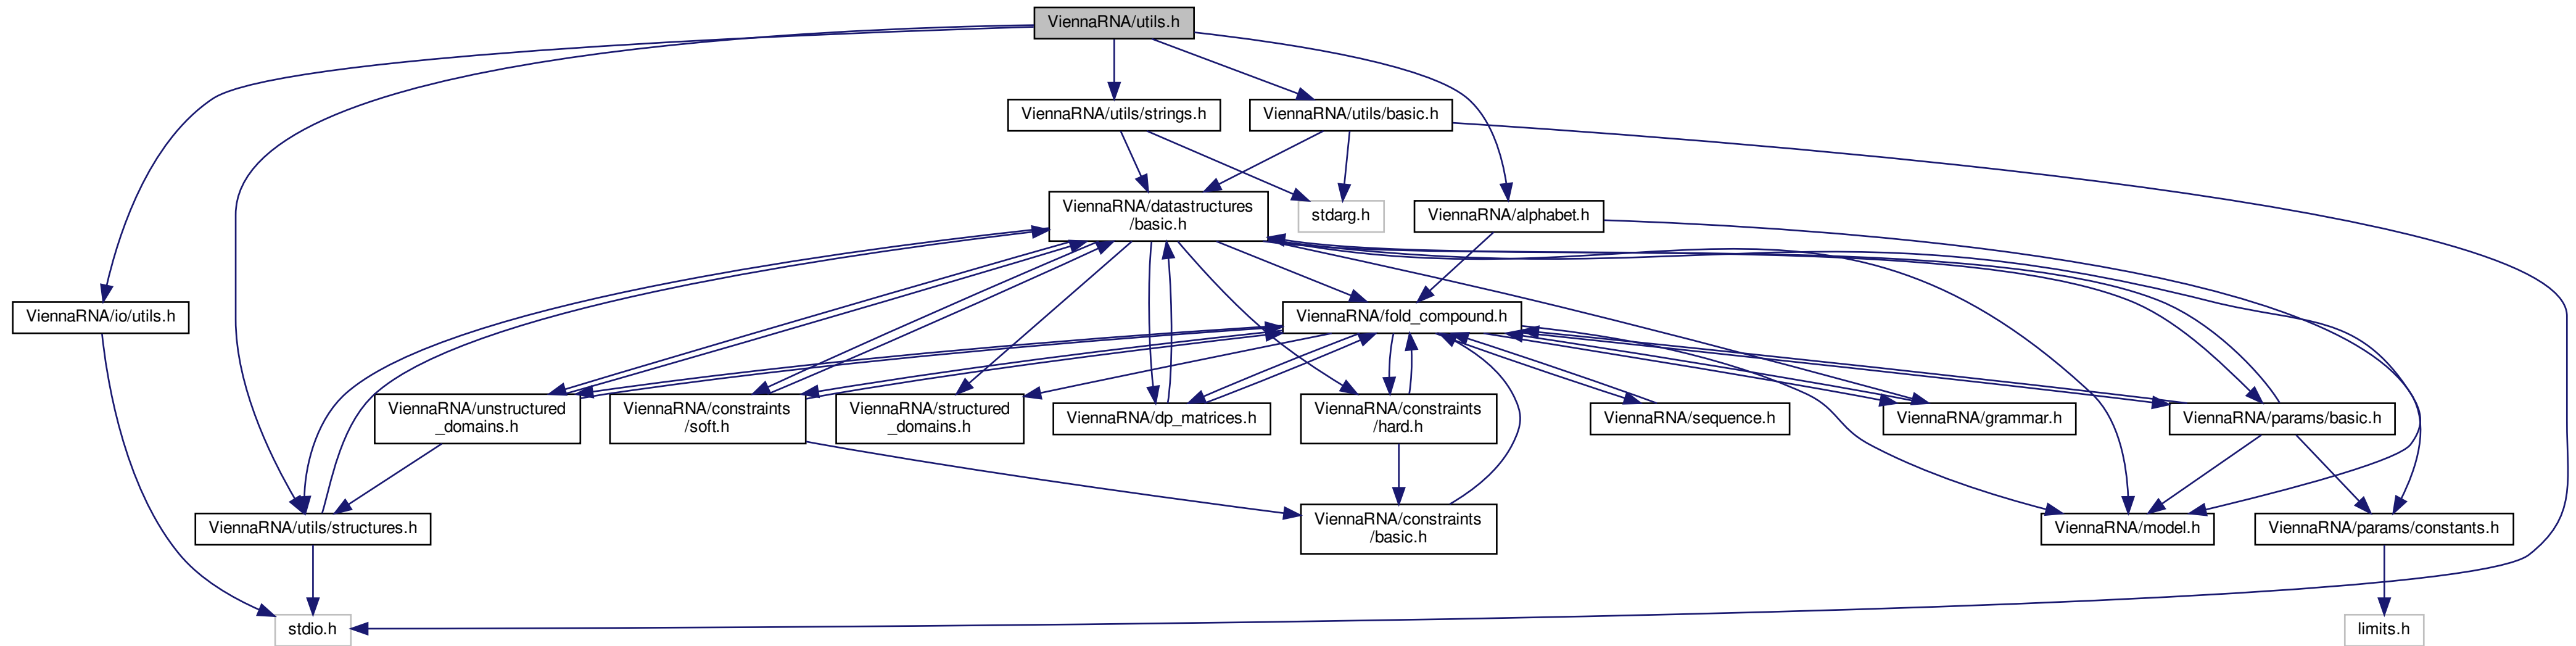 ViennaRNA/utils.h
ViennaRNA/utils/strings.h
ViennaRNA/utils/basic.h
ViennaRNA/datastructures
/basic.h
stdarg.h
ViennaRNA/alphabet.h
ViennaRNA/io/utils.h
ViennaRNA/fold_compound.h
ViennaRNA/unstructured
_domains.h
ViennaRNA/constraints
/soft.h
ViennaRNA/structured
_domains.h
ViennaRNA/dp_matrices.h
ViennaRNA/constraints
/hard.h
ViennaRNA/sequence.h
ViennaRNA/grammar.h
ViennaRNA/params/basic.h
ViennaRNA/utils/structures.h
ViennaRNA/constraints
/basic.h
ViennaRNA/model.h
ViennaRNA/params/constants.h
stdio.h
limits.h